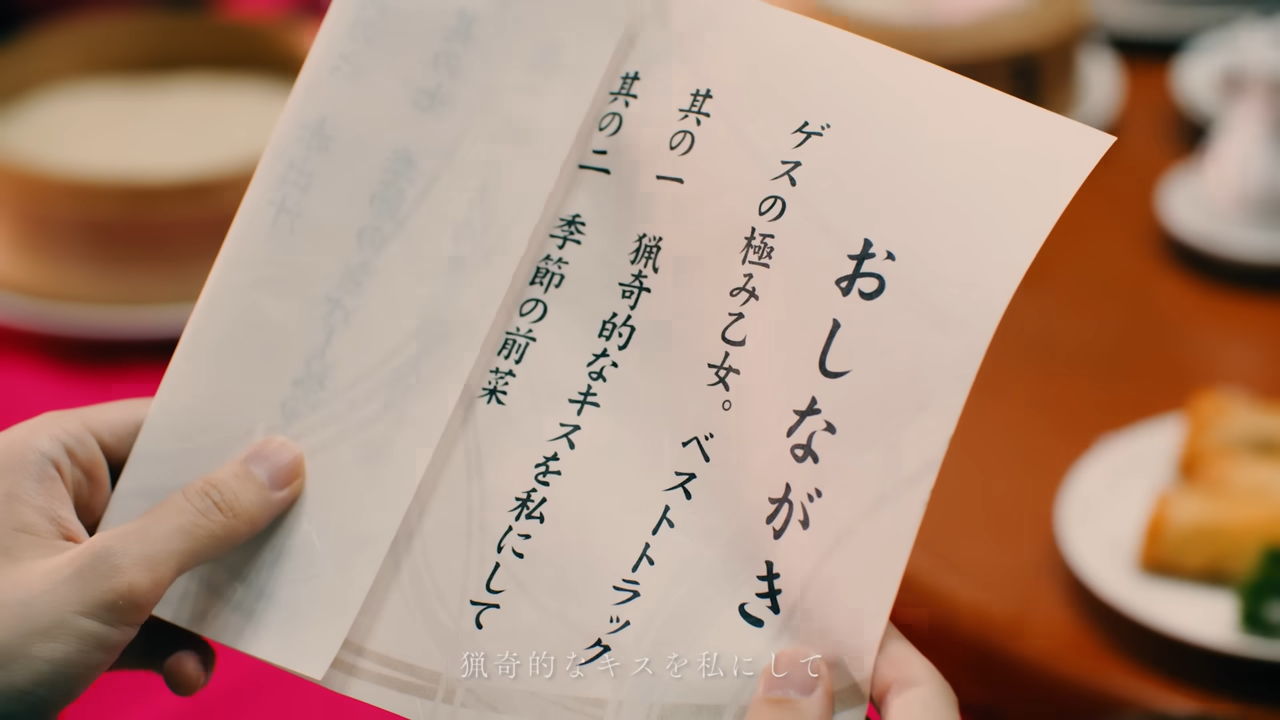 おしながき
ゲスの極み乙女。ベストトラック
其の一 猟奇的なキスを私にして
其の二 季節の前菜
猟奇的なキスを私にして